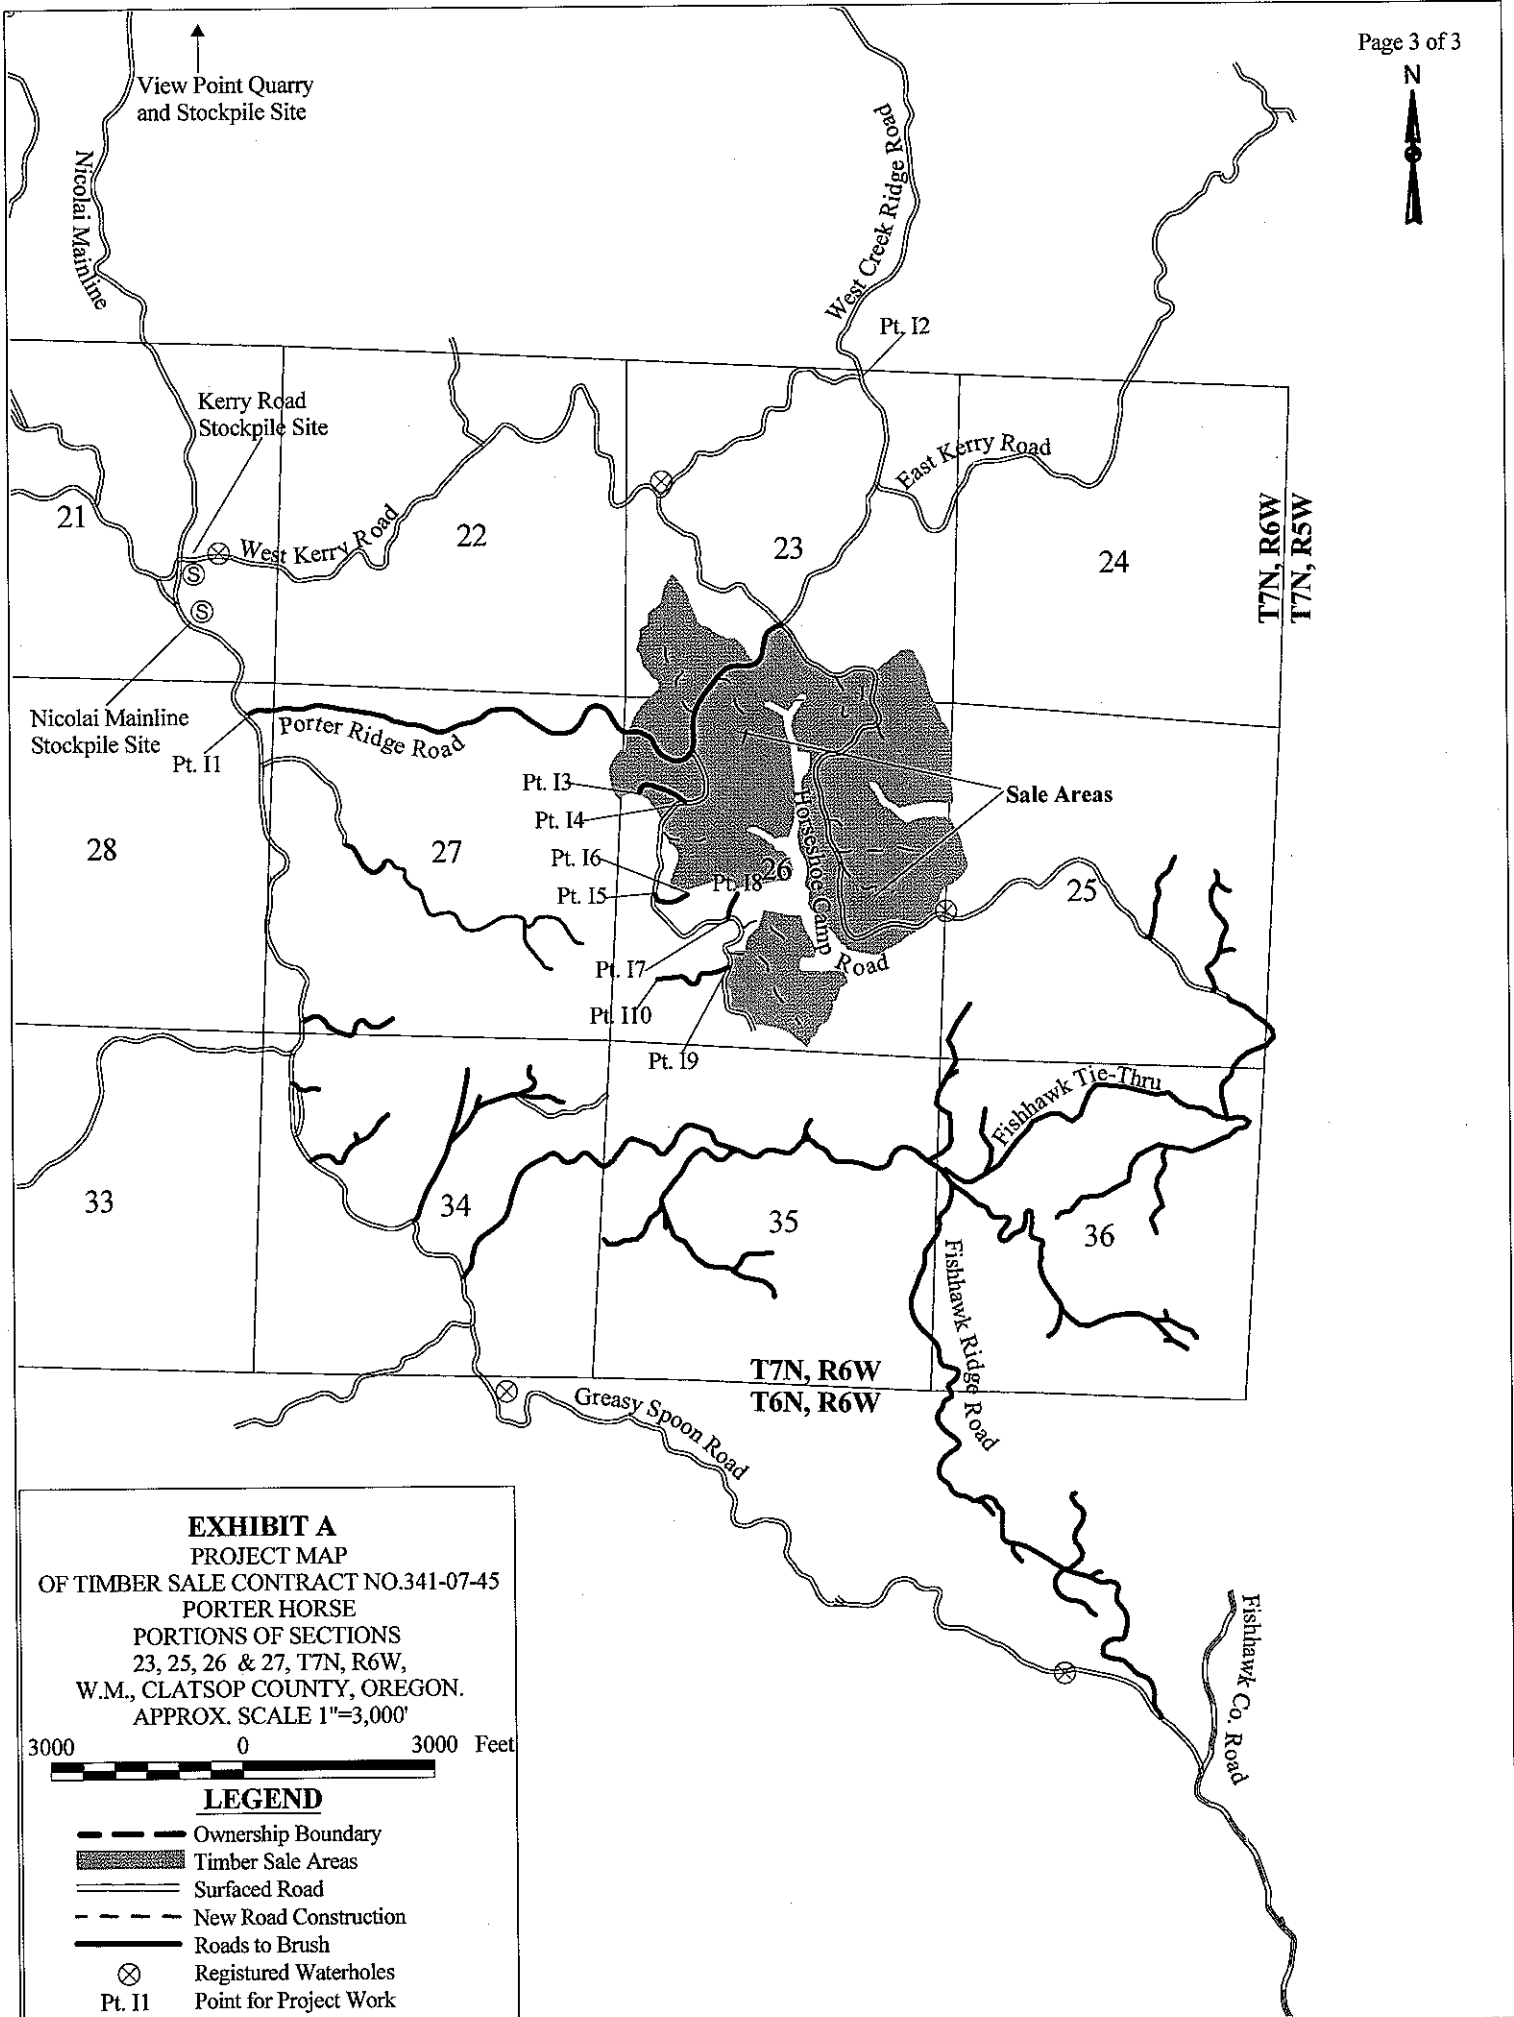 Page 3 of 3
N
View Point Quarry
and Stockpile Site
Nicolai Mainline
West Creek Ridge Road
Pt. I2
Kerry Road
Stockpile Site
East Kerry Road
21
West Kerry Road
22
23
24
T7N, R6W
T7N, R5W
S
S
Nicolai Mainline
Stockpile Site
Pt. I1
Porter Ridge Road
Pt. I3
Sale Areas
Pt. I4
28
27
Pt. I6
26
Pt. I8
Pt. I5
25
Horseshoe Camp Road
Pt. I7
Pt. I10
Pt. I9
Fishhawk Tie-Thru
33
34
35
36
Fishhawk Ridge Road
T7N, R6W
T6N, R6W
Greasy Spoon Road
Fishhawk Co. Road
EXHIBIT A
PROJECT MAP
OF TIMBER SALE CONTRACT NO.341-07-45
PORTER HORSE
PORTIONS OF SECTIONS
23, 25, 26 & 27, T7N, R6W,
W.M., CLATSOP COUNTY, OREGON.
APPROX. SCALE 1"=3,000'
3000 0 3000 Feet
LEGEND
Ownership Boundary
Timber Sale Areas
Surfaced Road
New Road Construction
Roads to Brush
Registured Waterholes
Pt. I1 Point for Project Work